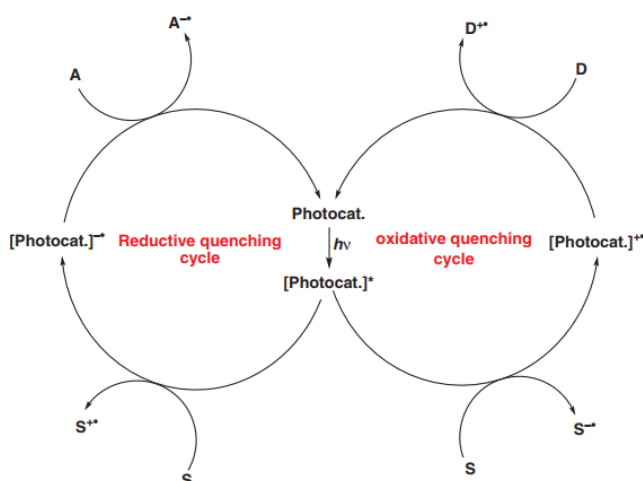 A⁻•
D⁺•
A
D
Photocat.
[Photocat.]⁻•
Reductive quenching
cycle
hν
oxidative quenching
cycle
[Photocat.]⁺•
[Photocat.]*
S⁺•
S⁻•
S
S